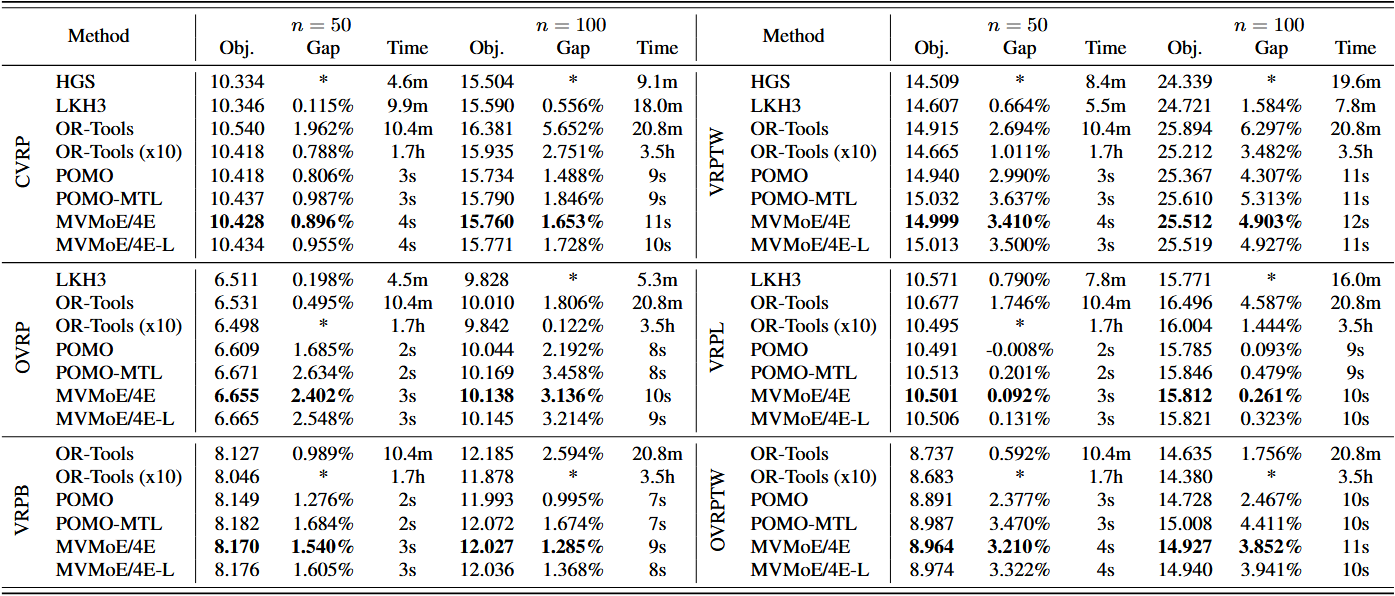 Method n = 50 n = 100 Method n = 50 n = 100
Obj. Gap Time Obj. Gap Time Obj. Gap Time Obj. Gap Time
CVRP
HGS 10.334 * 4.6m 15.504 * 9.1m
LKH3 10.346 0.115% 9.9m 15.590 0.556% 18.0m
OR-Tools 10.540 1.962% 10.4m 16.381 5.652% 20.8m
OR-Tools (x10) 10.418 0.788% 1.7h 15.935 2.751% 3.5h
POMO 10.418 0.806% 3s 15.734 1.488% 9s
POMO-MTL 10.437 0.987% 3s 15.790 1.846% 9s
MVMoE/4E 10.428 0.896% 4s 15.760 1.653% 11s
MVMoE/4E-L 10.434 0.955% 4s 15.771 1.728% 10s
VRPTW
HGS 14.509 * 8.4m 24.339 * 19.6m
LKH3 14.607 0.664% 5.5m 24.721 1.584% 7.8m
OR-Tools 14.915 2.694% 10.4m 25.894 6.297% 20.8m
OR-Tools (x10) 14.665 1.011% 1.7h 25.212 3.482% 3.5h
POMO 14.940 2.990% 3s 25.367 4.307% 11s
POMO-MTL 15.032 3.637% 3s 25.610 5.313% 11s
MVMoE/4E 14.999 3.410% 4s 25.512 4.903% 12s
MVMoE/4E-L 15.013 3.500% 3s 25.519 4.927% 11s
OVRP
LKH3 6.511 0.198% 4.5m 9.828 * 5.3m
OR-Tools 6.531 0.495% 10.4m 10.010 1.806% 20.8m
OR-Tools (x10) 6.498 * 1.7h 9.842 0.122% 3.5h
POMO 6.609 1.685% 2s 10.044 2.192% 8s
POMO-MTL 6.671 2.634% 2s 10.169 3.458% 8s
MVMoE/4E 6.655 2.402% 3s 10.138 3.136% 10s
MVMoE/4E-L 6.665 2.548% 3s 10.145 3.214% 9s
VRPL
LKH3 10.571 0.790% 7.8m 15.771 * 16.0m
OR-Tools 10.677 1.746% 10.4m 16.496 4.587% 20.8m
OR-Tools (x10) 10.495 * 1.7h 16.004 1.444% 3.5h
POMO 10.491 -0.008% 2s 15.785 0.093% 9s
POMO-MTL 10.513 0.201% 2s 15.846 0.479% 9s
MVMoE/4E 10.501 0.092% 3s 15.812 0.261% 10s
MVMoE/4E-L 10.506 0.131% 3s 15.821 0.323% 10s
VRPB
OR-Tools 8.127 0.989% 10.4m 12.185 2.594% 20.8m
OR-Tools (x10) 8.046 * 1.7h 11.878 * 3.5h
POMO 8.149 1.276% 2s 11.993 0.995% 7s
POMO-MTL 8.182 1.684% 2s 12.072 1.674% 7s
MVMoE/4E 8.170 1.540% 3s 12.027 1.285% 9s
MVMoE/4E-L 8.176 1.605% 3s 12.036 1.368% 8s
OVRPTW
OR-Tools 8.737 0.592% 10.4m 14.635 1.756% 20.8m
OR-Tools (x10) 8.683 * 1.7h 14.380 * 3.5h
POMO 8.891 2.377% 3s 14.728 2.467% 10s
POMO-MTL 8.987 3.470% 3s 15.008 4.411% 10s
MVMoE/4E 8.964 3.210% 4s 14.927 3.852% 11s
MVMoE/4E-L 8.974 3.322% 4s 14.940 3.941% 10s